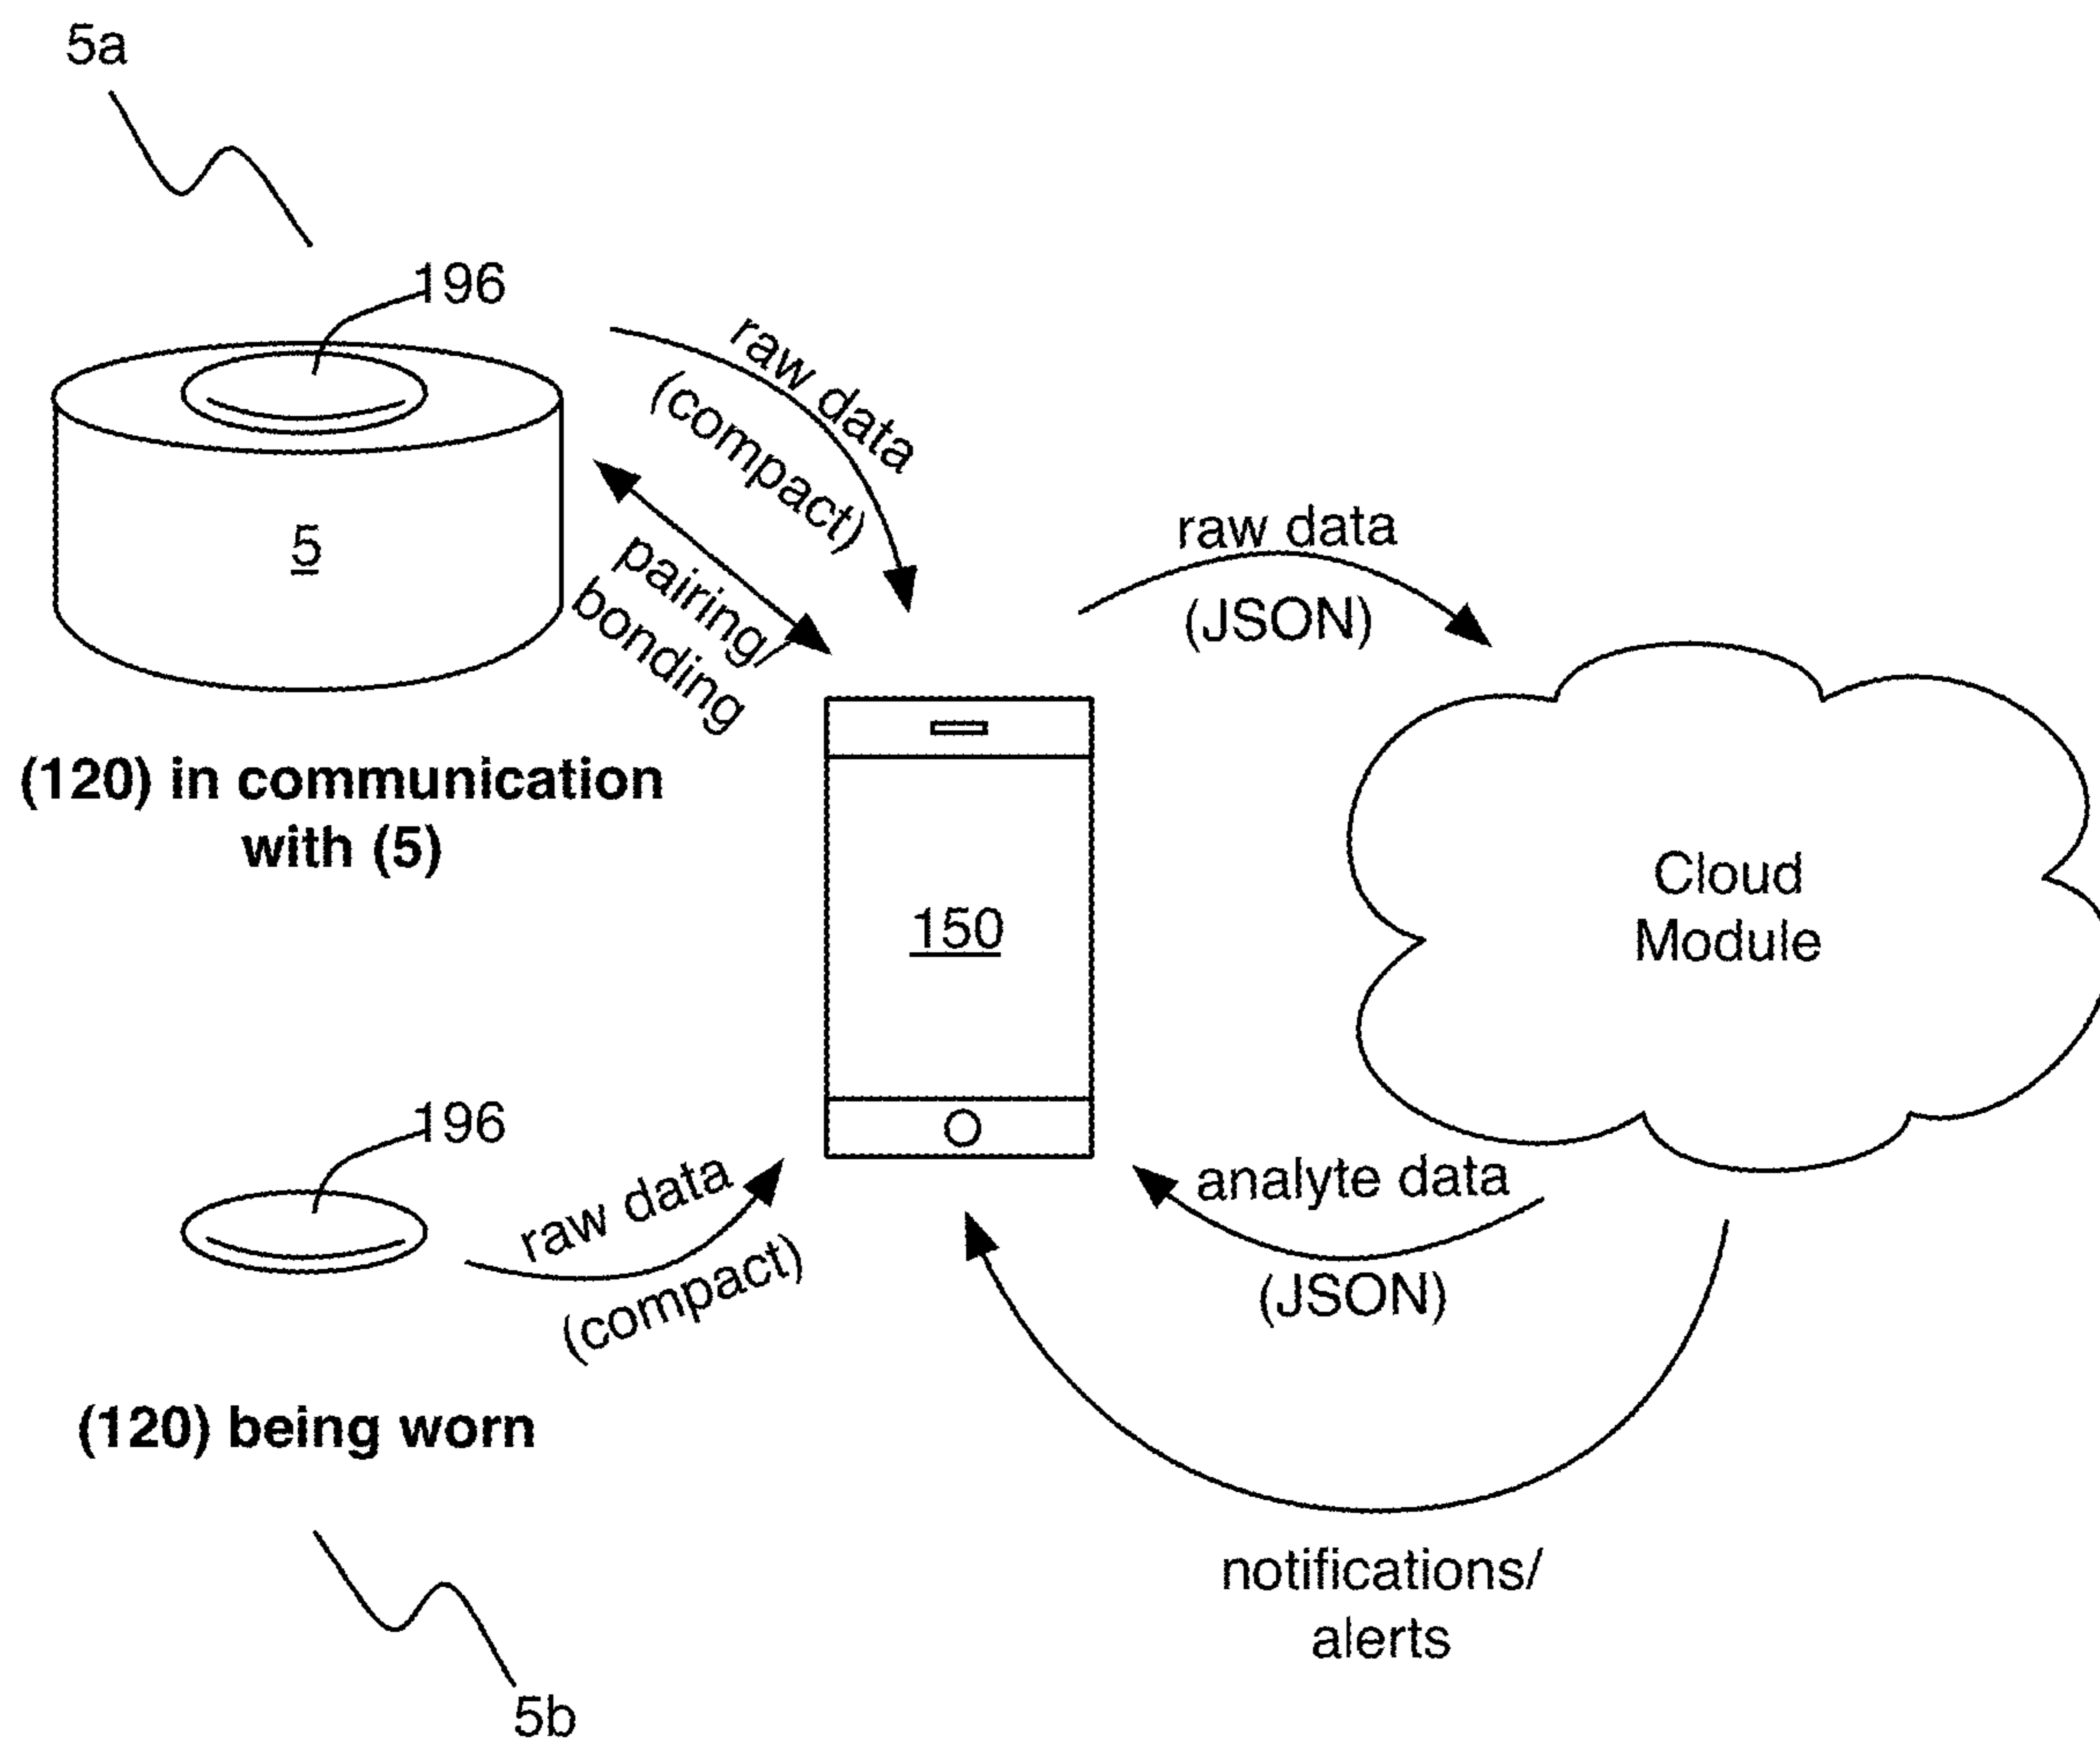 5a
196
raw data
(compact)
5
pairing/
bonding
raw data
(JSON)
(120) in communication
with (5)
150
Cloud
Module
196
raw data
(compact)
analyte data
(JSON)
(120) being worn
notifications/
alerts
5b